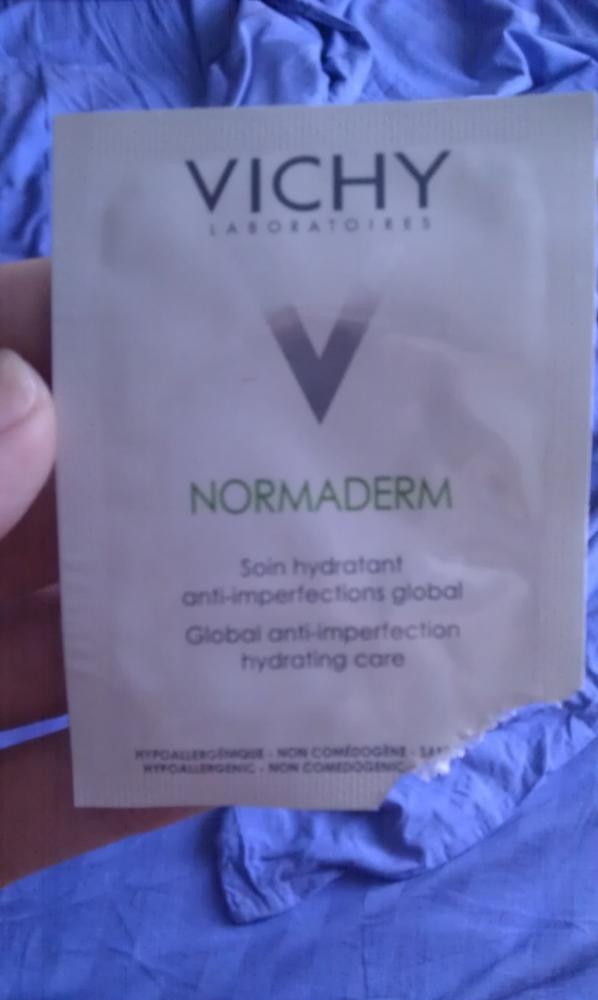 VICHY
LABORATOIRES
V
NORMADERM
Soin hydratant
anti-imperfections global
Global anti-imperfection
hydrating care
HYPOALLERGÉNIQUE - NON COMÉDOGÈNE -
HYPOALLERGENIC - NON COMEDOGENIC -